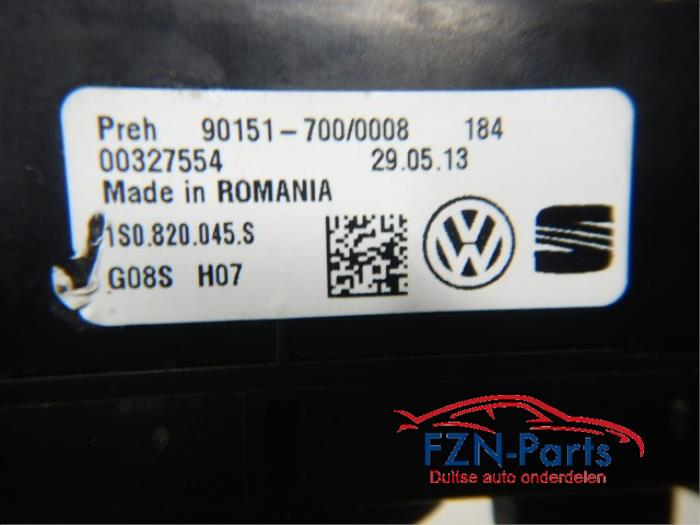 Preh 90151-700/0008 184
00327554 29.05.13
Made in ROMANIA
1S0.820.045.S
G08S H07
FZN-Parts
Duitse auto onderdelen